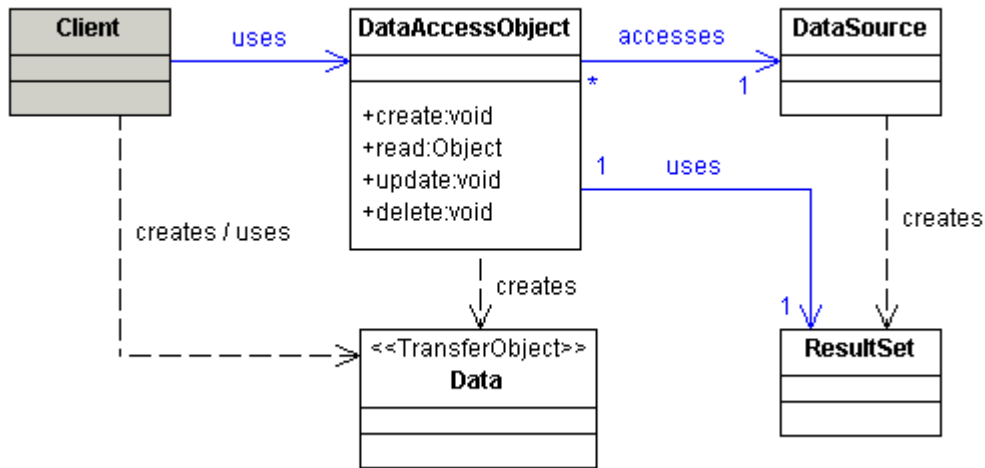 Client
uses
DataAccessObject
accesses
DataSource
*
1
+create:void
+read:Object
+update:void
+delete:void
1
uses
creates / uses
creates
creates
1
<<TransferObject>>
Data
ResultSet